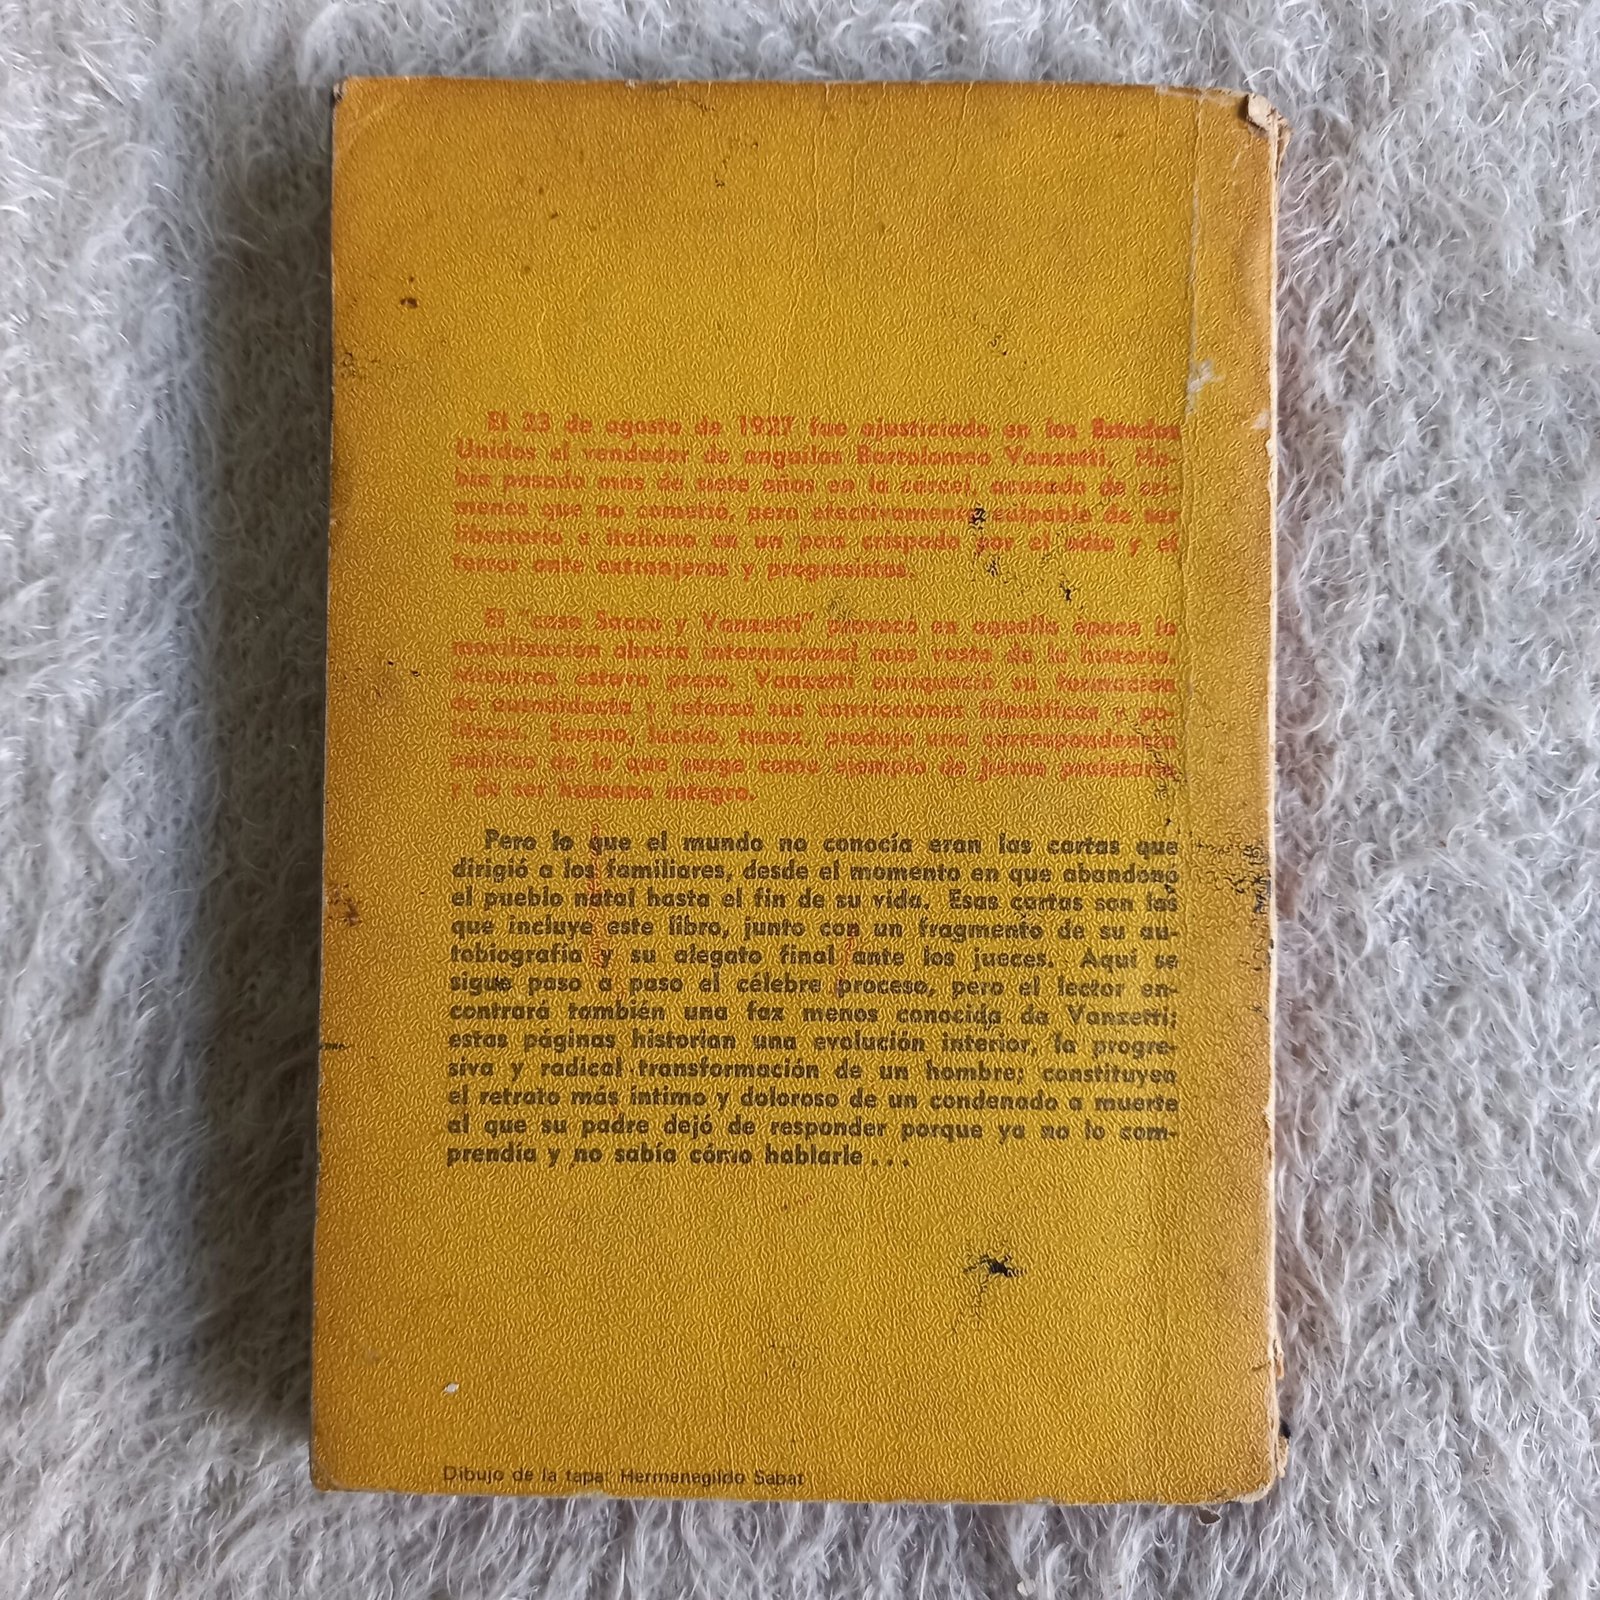 El 23 de agosto de 1927 fue ajusticiado en los Estados
Unidos el vendedor de anguilas Bartolomeo Vanzetti. Ha-
bía pasado más de siete años en la cárcel, acusado de crí-
menes que no cometió, pero efectivamente culpable de ser
libertario e italiano en un país crispado por el odio y el
terror ante extranjeros y progresistas.
El "caso Sacco y Vanzetti" provocó en aquella época la
movilización obrera internacional más vasta de la historia.
Mientras estaba preso, Vanzetti enriqueció su formación
de autodidacta y reforzó sus convicciones filosóficas y po-
líticas. Sereno, lúcido, tenaz, produjo una correspondencia
pública de la que surge como ejemplo de héroe proletario
y de ser humano íntegro.
Pero lo que el mundo no conocía eran las cartas que
dirigió a los familiares, desde el momento en que abandona
el pueblo natal hasta el fin de su vida. Esas cartas son las
que incluye este libro, junto con un fragmento de su au-
tobiografía y su alegato final ante los jueces. Aquí se
sigue paso a paso el célebre proceso, pero el lector en-
contrará también una faz menos conocida de Vanzetti;
estas páginas historian una evolución interior, la progre-
siva y radical transformación de un hombre; constituyen
el retrato más íntimo y doloroso de un condenado a muerte
al que su padre dejó de responder porque ya no lo com-
prendía y no sabía cómo hablarle...
Dibujo de la tapa: Hermenegildo Sabat